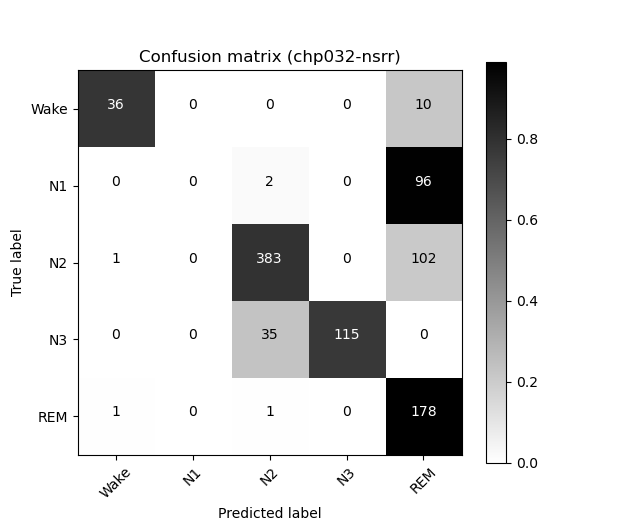 Confusion matrix (chp032-nsrr)
Wake 36 0 0 0 10
N1 0 0 2 0 96
N2 1 0 383 0 102
N3 0 0 35 115 0
REM 1 0 1 0 178
Wake N1 N2 N3 REM
Predicted label
True label
0.8
0.6
0.4
0.2
0.0